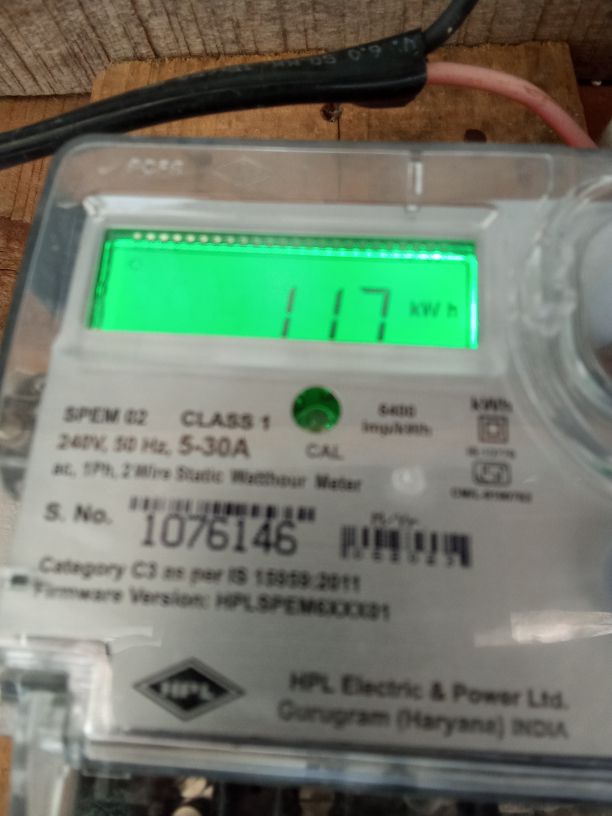 117 kWh
SPEM 02 CLASS 1
6400 imp/kWh
kWh
240V, 50 Hz, 5-30A
CAL
ac, 1Ph, 2 Wire Static Watthour Meter
S. No. 1076146
Category C3 as per IS 15959:2011
Firmware Version: HPLSPEM6XXX01
HPL
HPL Electric & Power Ltd.
Gurugram (Haryana) INDIA